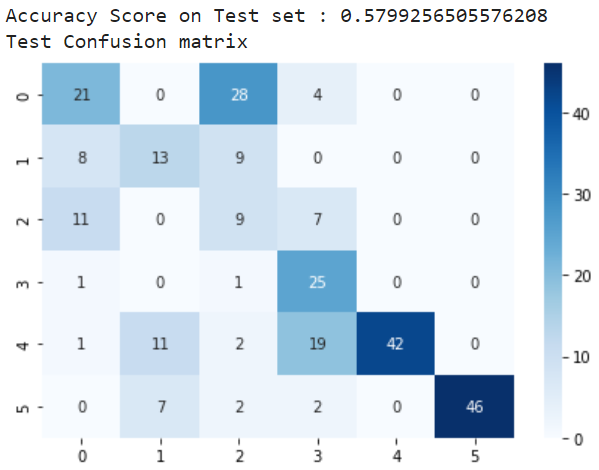 Accuracy Score on Test set : 0.5799256505576208
Test Confusion matrix
0 21 0 28 4 0 0
1 8 13 9 0 0 0
2 11 0 9 7 0 0
3 1 0 1 25 0 0
4 1 11 2 19 42 0
5 0 7 2 2 0 46
0 1 2 3 4 5
40
30
20
10
0